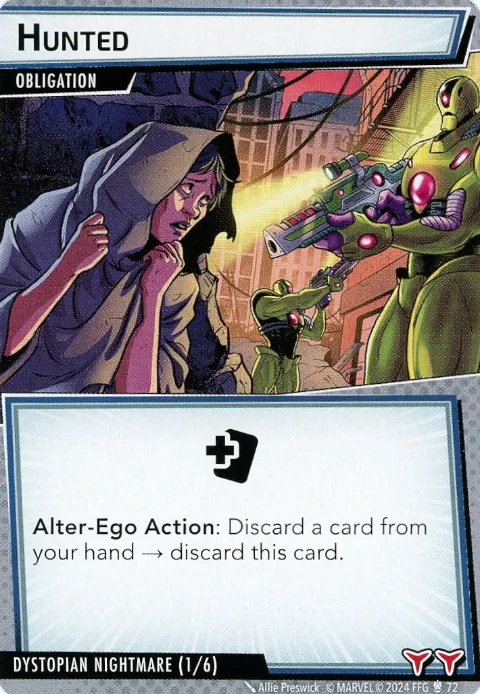 HUNTED
OBLIGATION
Alter-Ego Action: Discard a card from
your hand → discard this card.
DYSTOPIAN NIGHTMARE (1/6)
Allie Preswick © MARVEL © 2024 FFG 72